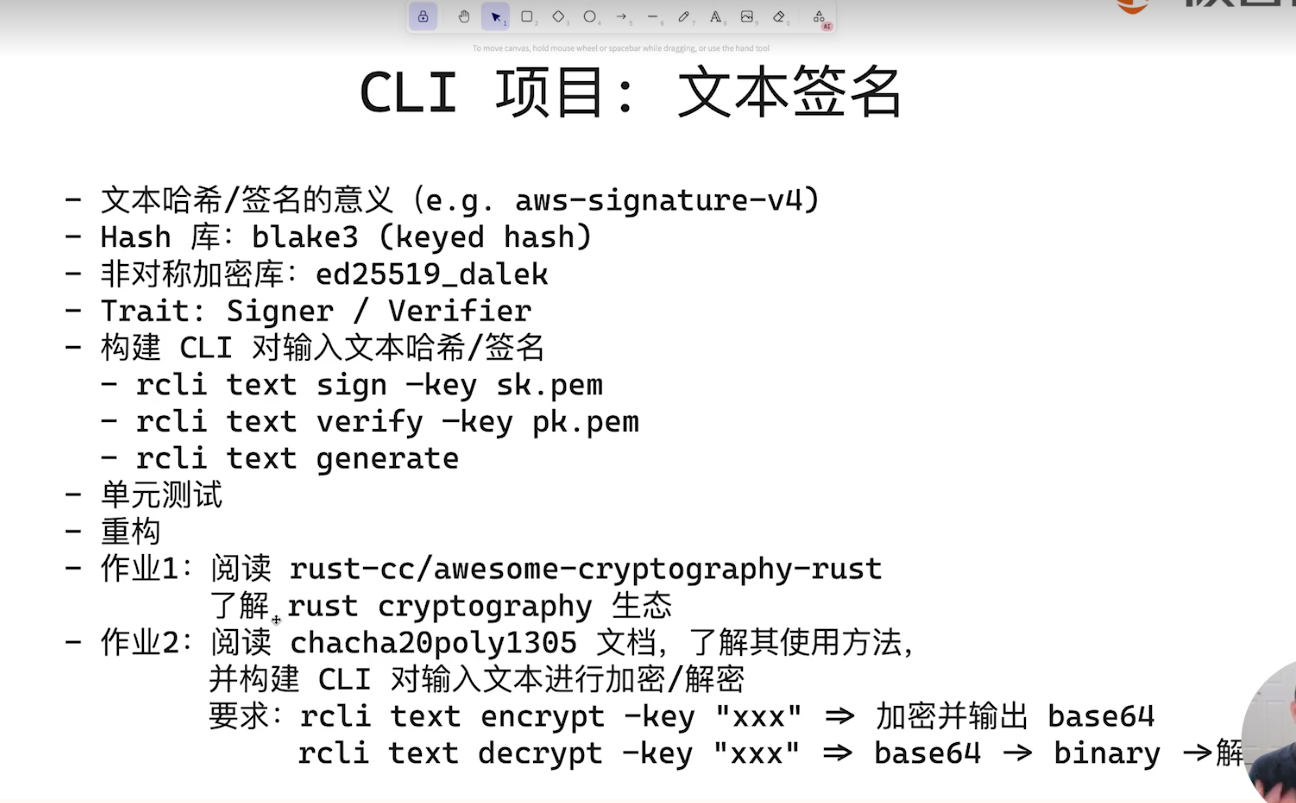 To move canvas, hold mouse wheel or spacebar while dragging, or use the hand tool
CLI 项目: 文本签名
- 文本哈希/签名的意义 (e.g. aws-signature-v4)
- Hash 库: blake3 (keyed hash)
- 非对称加密库: ed25519_dalek
- Trait: Signer / Verifier
- 构建 CLI 对输入文本哈希/签名
- rcli text sign -key sk.pem
- rcli text verify -key pk.pem
- rcli text generate
- 单元测试
- 重构
- 作业1: 阅读 rust-cc/awesome-cryptography-rust
了解 rust cryptography 生态
- 作业2: 阅读 chacha20poly1305 文档, 了解其使用方法,
并构建 CLI 对输入文本进行加密/解密
要求: rcli text encrypt -key "xxx" => 加密并输出 base64
rcli text decrypt -key "xxx" => base64 -> binary ->解